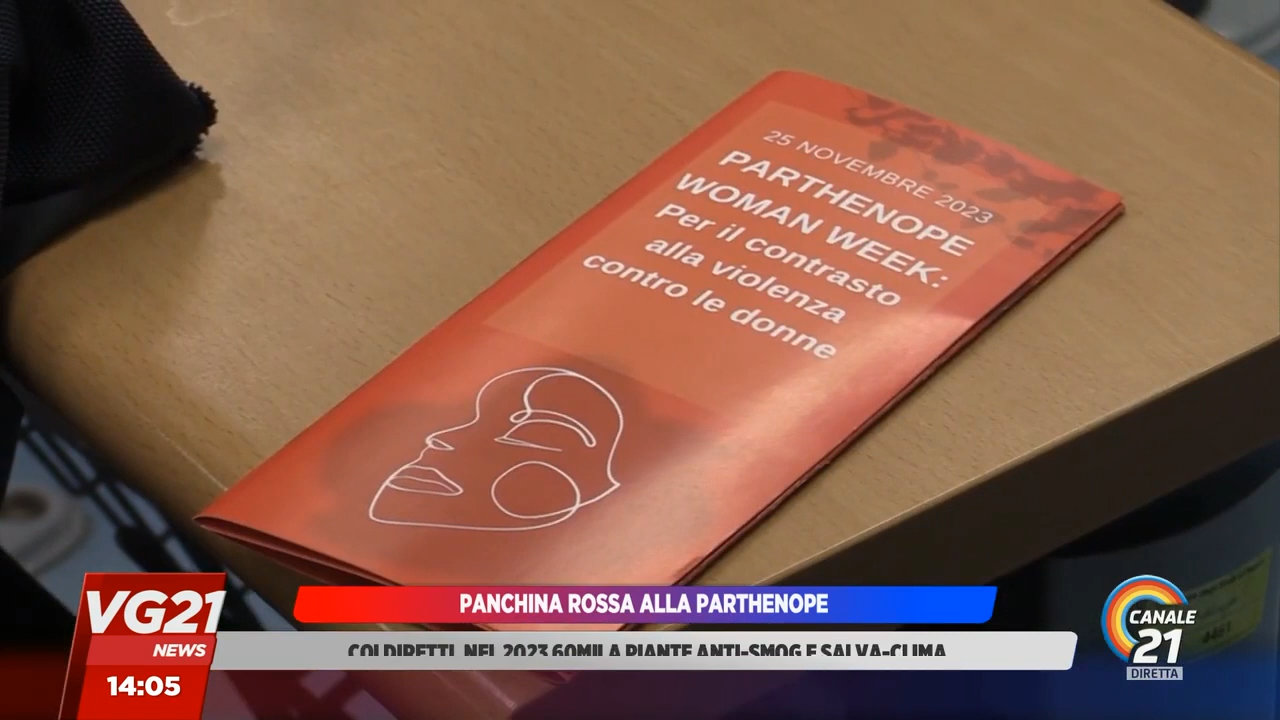 25 NOVEMBRE 2023
PARTHENOPE
WOMAN WEEK:
Per il contrasto
alla violenza
contro le donne
PANCHINA ROSSA ALLA PARTHENOPE
COLDIRETTI, NEL 2023 60MILA PIANTE ANTI-SMOG E SALVA-CLIMA
VG21
NEWS
14:05
CANALE
21
DIRETTA